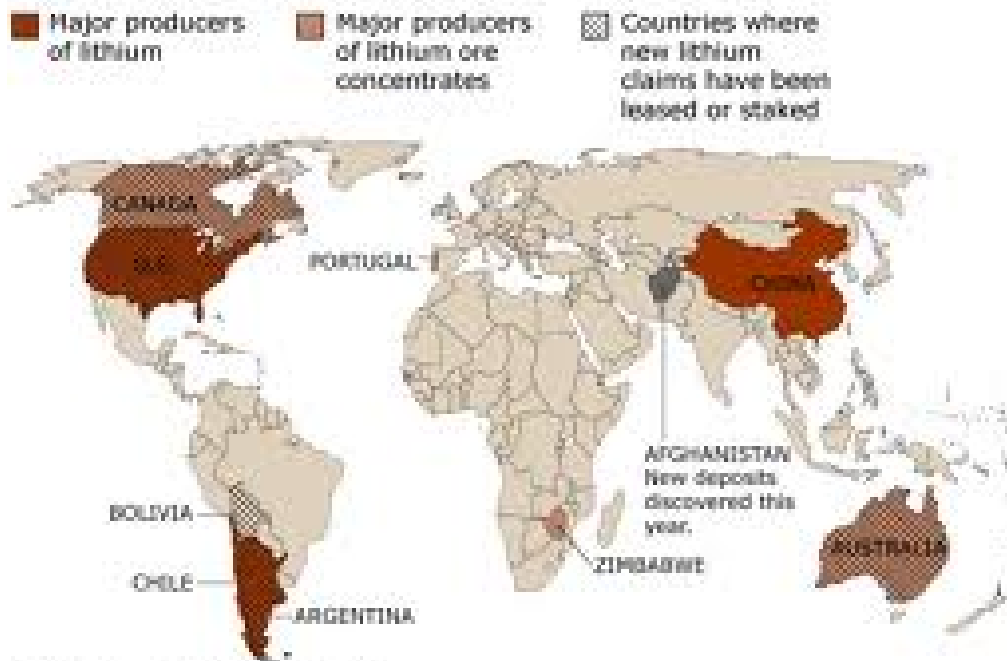 Major producers
of lithium
Major producers
of lithium ore
concentrates
Countries where
new lithium
claims have been
leased or staked
CANADA
U.S.
PORTUGAL
CHINA
AFGHANISTAN
New deposits
discovered this
year.
BOLIVIA
ZIMBABWE
AUSTRALIA
CHILE
ARGENTINA